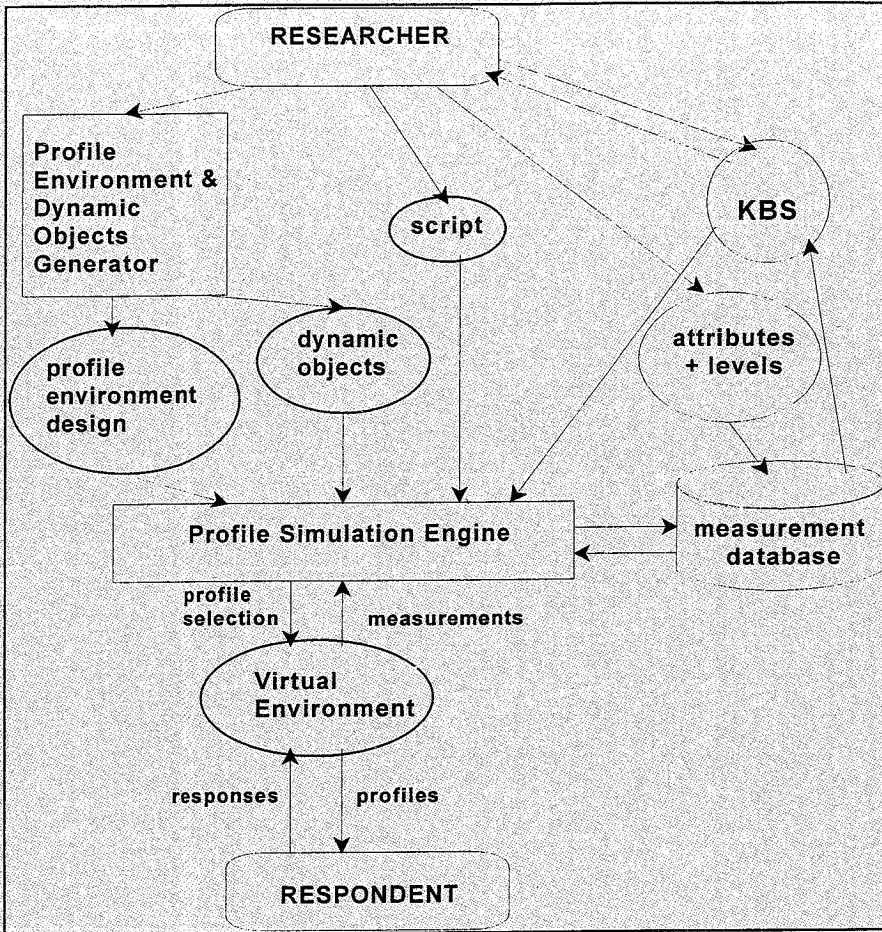 RESEARCHER
Profile
Environment &
Dynamic
Objects
Generator
script
KBS
dynamic
objects
attributes
+ levels
profile
environment
design
Profile Simulation Engine
measurement
database
profile
selection
measurements
Virtual
Environment
responses
profiles
RESPONDENT